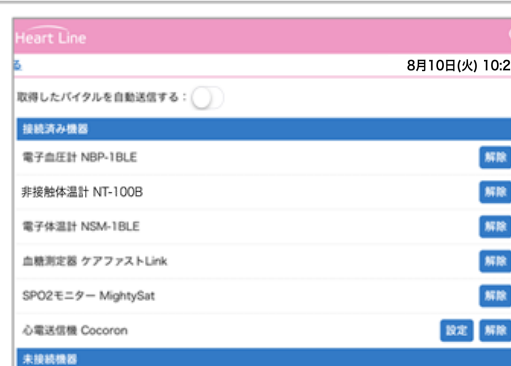 Heart Line
る
8月10日(火) 10:2
取得したバイタルを自動送信する：
接続済み機器
電子血圧計 NBP-1BLE 解除
非接触体温計 NT-100B 解除
電子体温計 NSM-1BLE 解除
血糖測定器 ケアファストLink 解除
SPO2モニター MightySat 解除
心電送信機 Cocoron 設定 解除
未接続機器